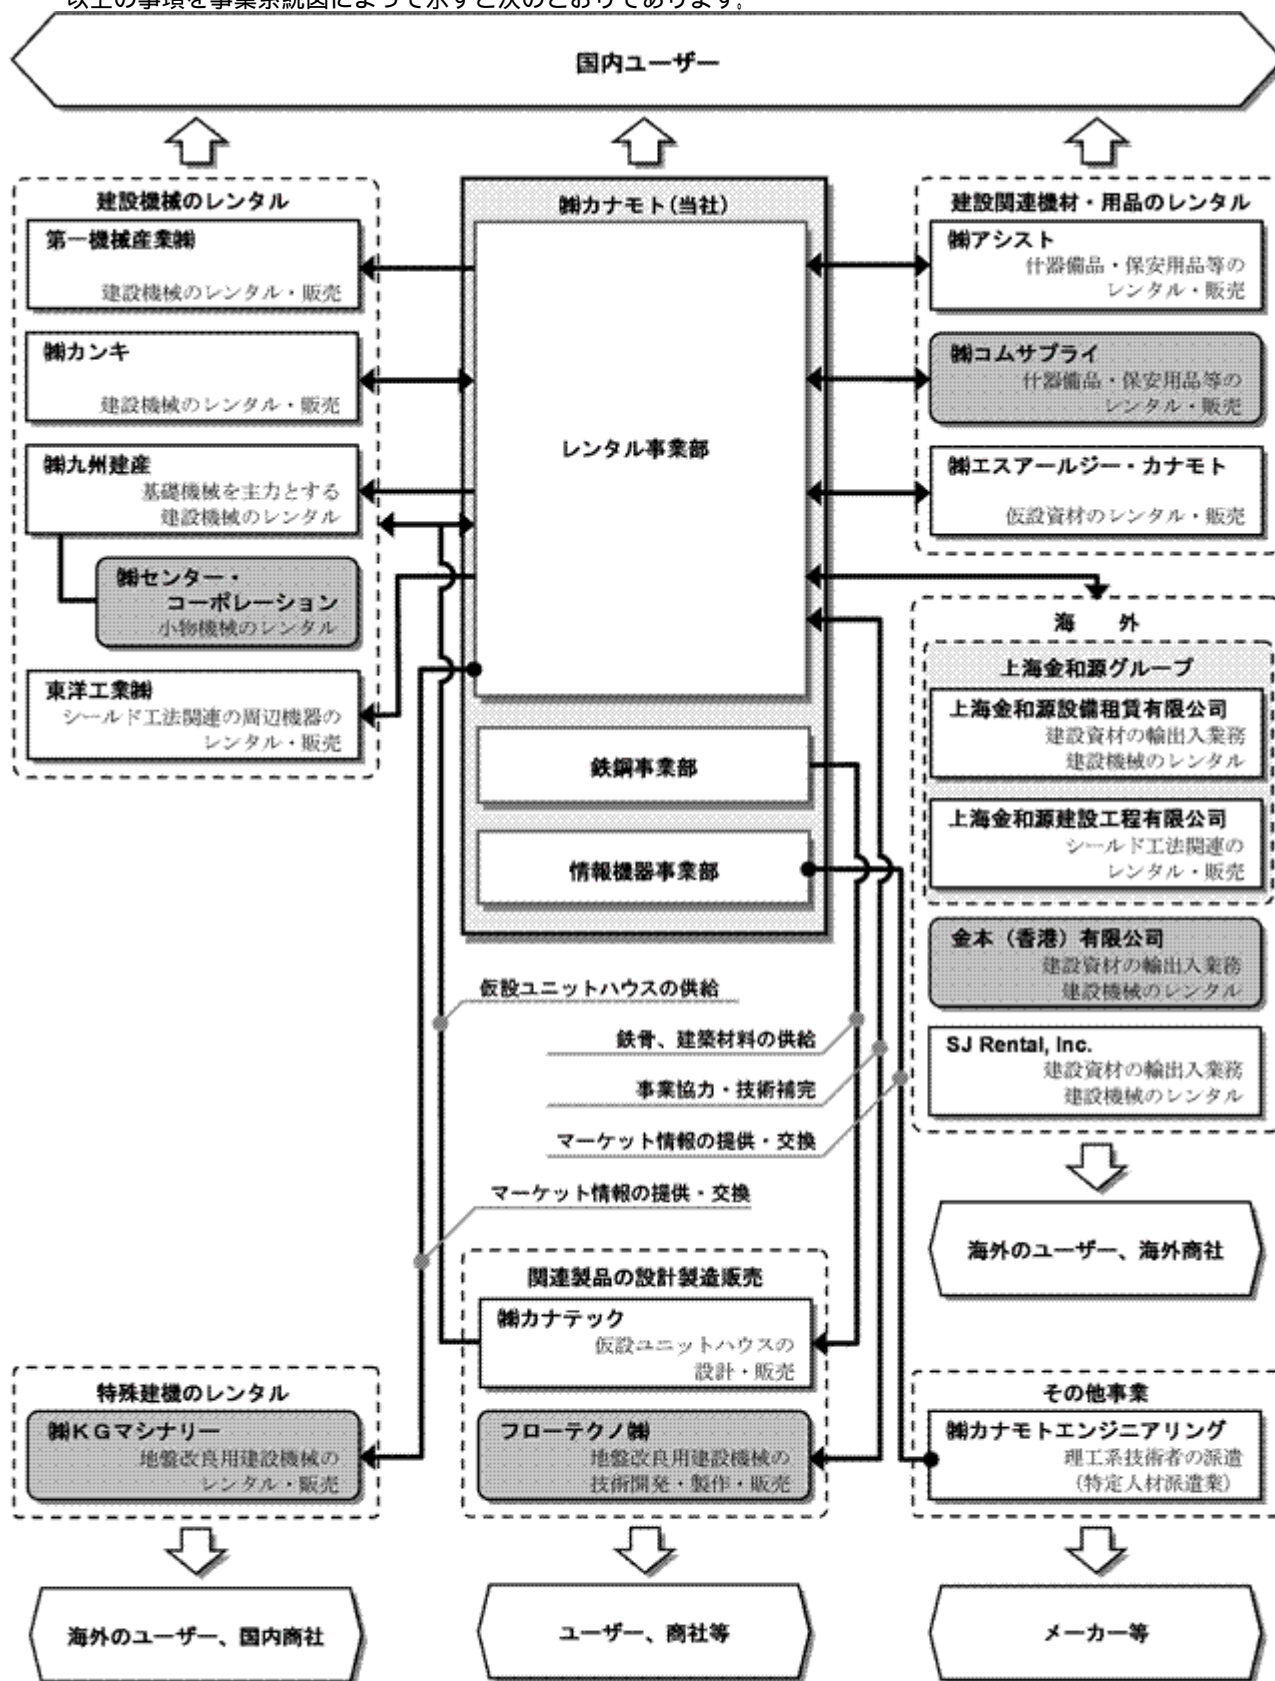 以上の事項を事業系統図によって示すと次のとおりであります。
国内ユーザー
建設機械のレンタル
第一機械産業㈱
建設機械のレンタル・販売
㈱カンキ
建設機械のレンタル・販売
㈱九州建産
基礎機械を主力とする
建設機械のレンタル
㈱センター・
コーポレーション
小物機械のレンタル
東洋工業㈱
シールド工法関連の周辺機器の
レンタル・販売
㈱カナモト(当社)
レンタル事業部
鉄鋼事業部
情報機器事業部
建設関連機材・用品のレンタル
㈱アシスト
什器備品・保安用品等の
レンタル・販売
㈱コムサプライ
什器備品・保安用品等の
レンタル・販売
㈱エスアールジー・カナモト
仮設資材のレンタル・販売
海　外
上海金和源グループ
上海金和源設備租賃有限公司
建設資材の輸出入業務
建設機械のレンタル
上海金和源建設工程有限公司
シールド工法関連の
レンタル・販売
金本（香港）有限公司
建設資材の輸出入業務
建設機械のレンタル
SJ Rental, Inc.
建設資材の輸出入業務
建設機械のレンタル
海外のユーザー、海外商社
仮設ユニットハウスの供給
鉄骨、建築材料の供給
事業協力・技術補完
マーケット情報の提供・交換
マーケット情報の提供・交換
関連製品の設計製造販売
㈱カナテック
仮設ユニットハウスの
設計・販売
フローテクノ㈱
地盤改良用建設機械の
技術開発・製作・販売
特殊建機のレンタル
㈱KGマシナリー
地盤改良用建設機械の
レンタル・販売
その他事業
㈱カナモトエンジニアリング
理工系技術者の派遣
(特定人材派遣業)
海外のユーザー、国内商社
ユーザー、商社等
メーカー等